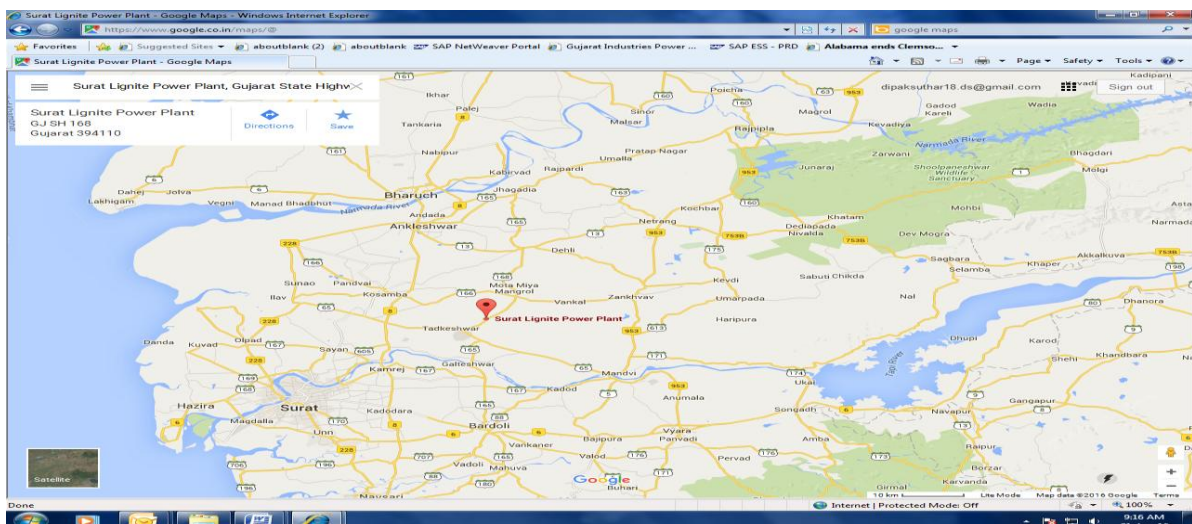 Surat Lignite Power Plant - Google Maps - Windows Internet Explorer
https://www.google.co.in/maps/@
google maps
Favorites Suggested Sites aboutblank (2) aboutblank SAP NetWeaver Portal Gujarat Industries Power ... SAP ESS - PRD Alabama ends Clemso...
Surat Lignite Power Plant - Google Maps
Page Safety Tools
Surat Lignite Power Plant, Gujarat State Highw
dipaksuthar18.ds@gmail.com
Sign out
Surat Lignite Power Plant
GJ SH 168
Gujarat 394110
Directions
Save
Kadipani
Ikhar
Palej
Sinor
Poicha
Magrol
Gadod
Kareli
Wadia
Tankaria
Malsar
Rajpipla
Kevadiya
Narmada River
Nabipur
Umalla
Pratap Nagar
Zarwani
Bhagdari
Kabirvad
Rajpardi
Junaraj
Shoolpaneshwar
Wildlife
Sanctuary
Molgi
Dahej
Jolva
Jhagadia
Lakhigam
Vegni
Manad Bhadbhut
Narmada River
Bharuch
Andada
Kochbar
Mohbi
Ankleshwar
Netrang
Khatam
Dediapada
Nivalda
Dev Mogra
Narmada
Dehli
Sagbara
Selamba
Khaper
Akkalkuva
Sunao
Pandvai
Mota Miya
Mangrol
Kevdi
Sabuti Chikda
Ilav
Kosamba
Vankal
Zankhvav
Umarpada
Nal
Dhanora
Surat Lignite Power Plant
Haripura
Tadkeshwar
Danda
Kuvad
Olpad
Sayan
Dhupi
Karod
Shehi
Khandbara
Kamrej
Galteshwar
Mandvi
Ukai
Tapi River
Kadod
Anumala
Hazira
Surat
Kadodara
Songadh
Navapur
Gangapur
Magdalla
Unn
Bardoli
Vyara
Panvadi
Bajipura
Amba
Vankaner
Valod
Pervad
Raipur
Vadoli
Mahuva
Borzar
Navsari
Buhari
Girmal
Karvanda
Satellite
Google
10 km
Lite Mode
Map data ©2016 Google
Terms
Done
Internet | Protected Mode: Off
100%
9:16 AM